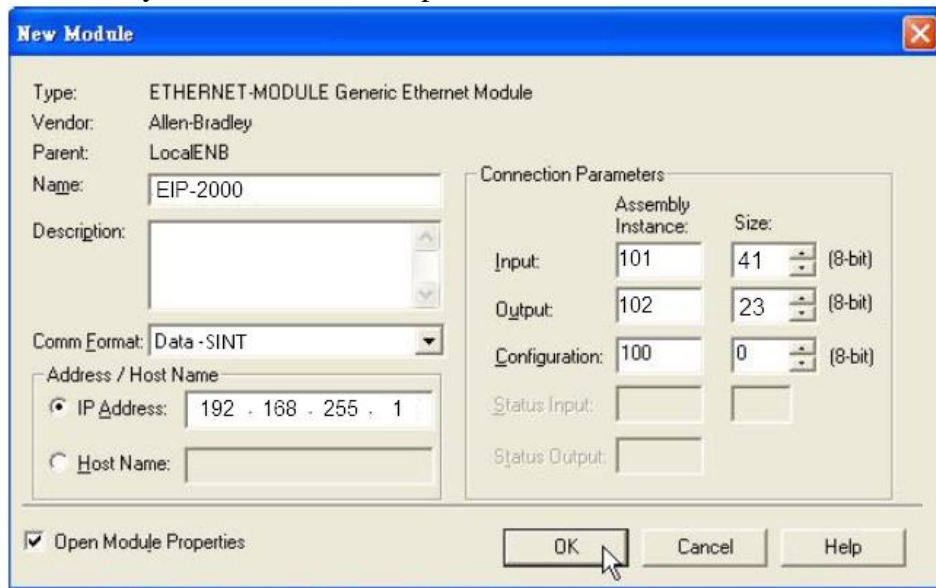 New Module
Type: ETHERNET-MODULE Generic Ethernet Module
Vendor: Allen-Bradley
Parent: LocalENB
Name: EIP-2000
Description:
Comm Format: Data -SINT
Address / Host Name
IP Address: 192 . 168 . 255 . 1
Host Name:
Connection Parameters
Assembly
Instance: Size:
Input: 101 41 (8-bit)
Output: 102 23 (8-bit)
Configuration: 100 0 (8-bit)
Status Input:
Status Output:
Open Module Properties
OK Cancel Help